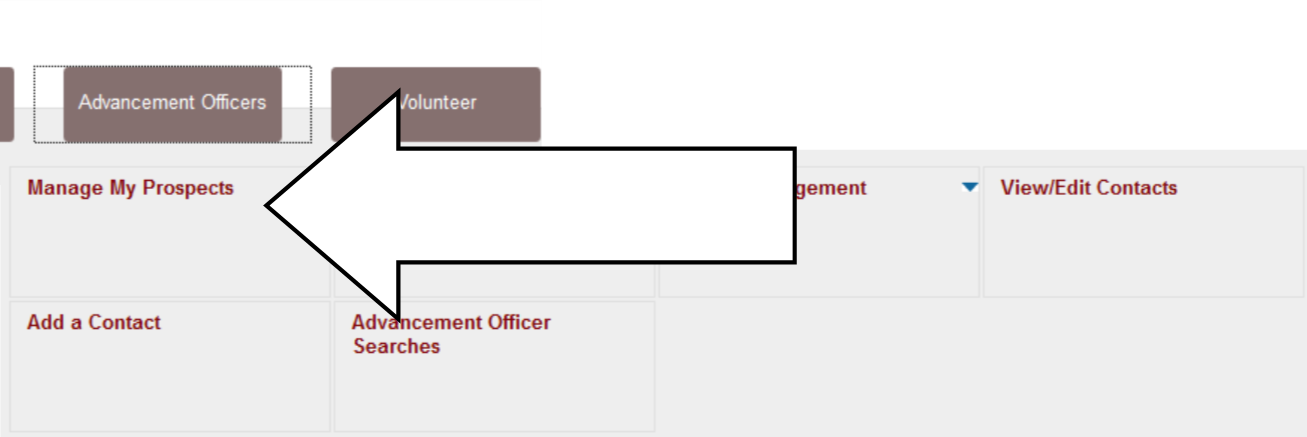 Advancement Officers
Volunteer
Manage My Prospects
gement
View/Edit Contacts
Add a Contact
Advancement Officer
Searches